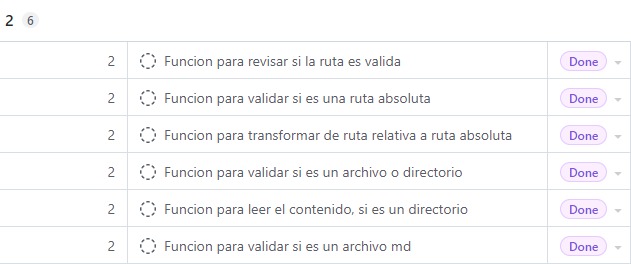 2 6
2 Funcion para revisar si la ruta es valida Done
2 Funcion para validar si es una ruta absoluta Done
2 Funcion para transformar de ruta relativa a ruta absoluta Done
2 Funcion para validar si es un archivo o directorio Done
2 Funcion para leer el contenido, si es un directorio Done
2 Funcion para validar si es un archivo md Done